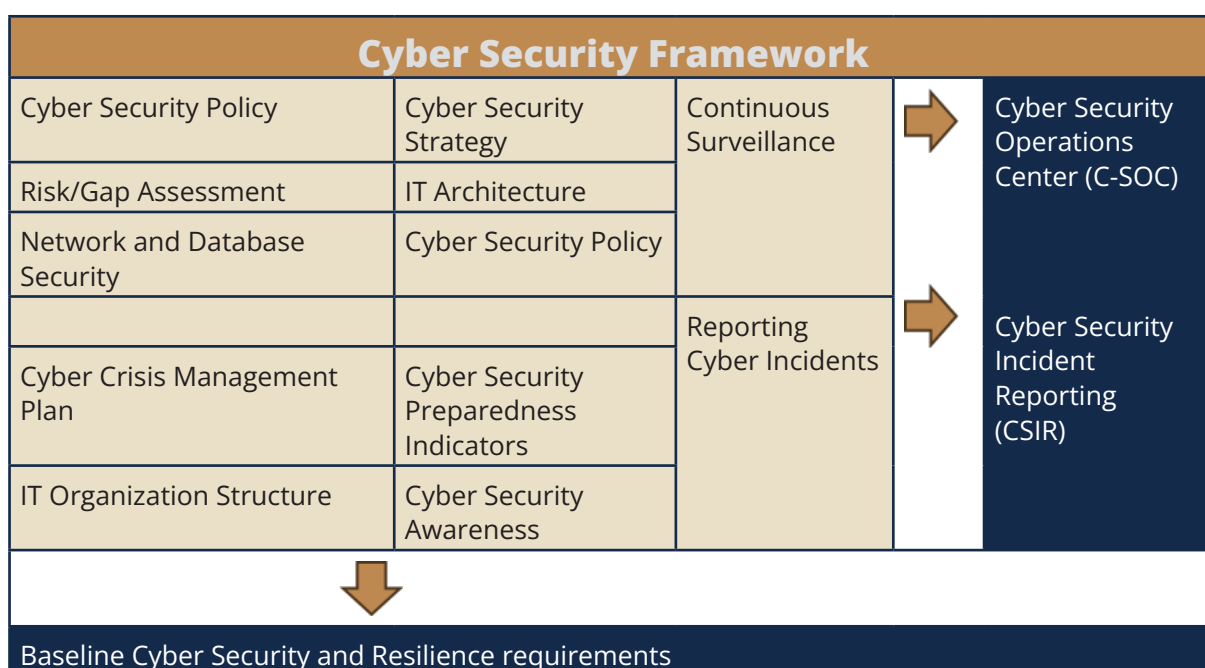 Cyber Security Framework
Cyber Security Policy
Cyber Security
Strategy
Continuous
Surveillance
Cyber Security
Operations
Center (C-SOC)
Risk/Gap Assessment
IT Architecture
Network and Database
Security
Cyber Security Policy
Reporting
Cyber Incidents
Cyber Security
Incident
Reporting
(CSIR)
Cyber Crisis Management
Plan
Cyber Security
Preparedness
Indicators
IT Organization Structure
Cyber Security
Awareness
Baseline Cyber Security and Resilience requirements